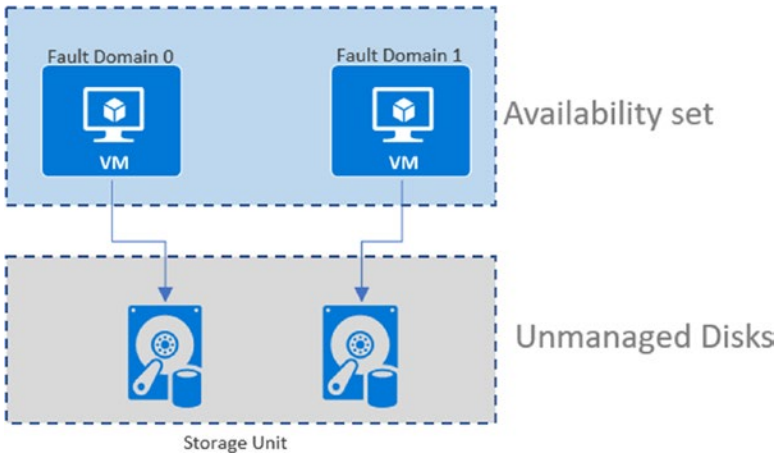 Fault Domain 0
Fault Domain 1
VM
VM
Availability set
Unmanaged Disks
Storage Unit